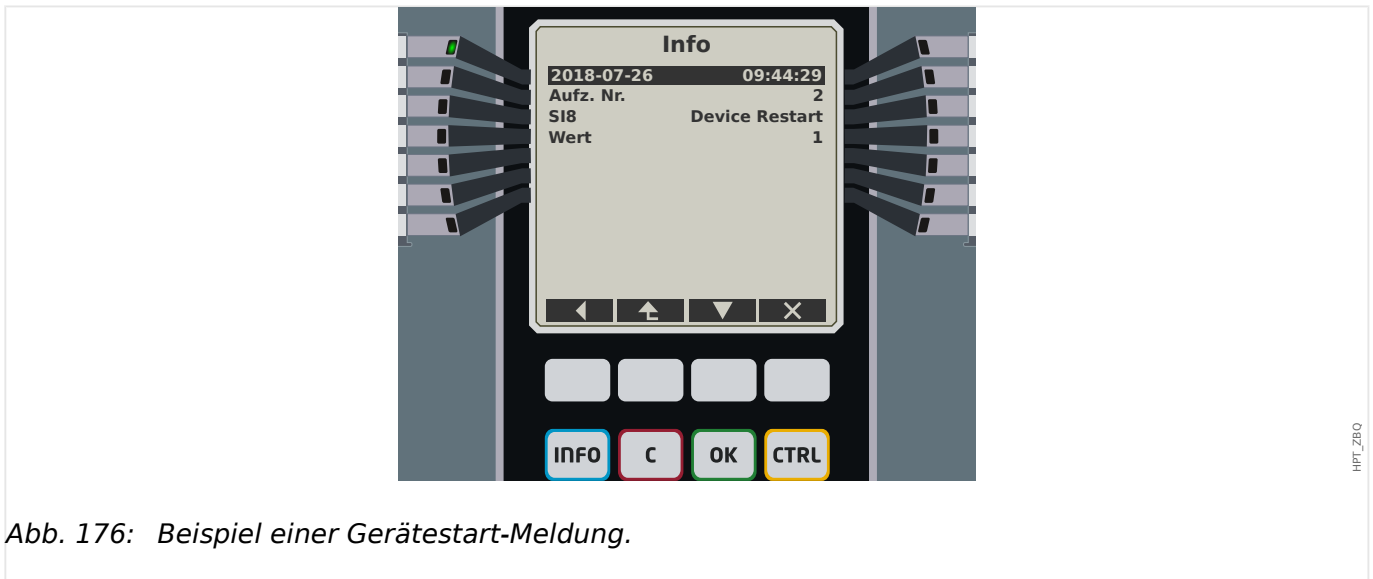 Info
2018-07-26 09:44:29
Aufz. Nr. 2
SI8 Device Restart
Wert 1
INFO C OK CTRL
HPT_ZBQ
Abb. 176: Beispiel einer Gerätestart-Meldung.